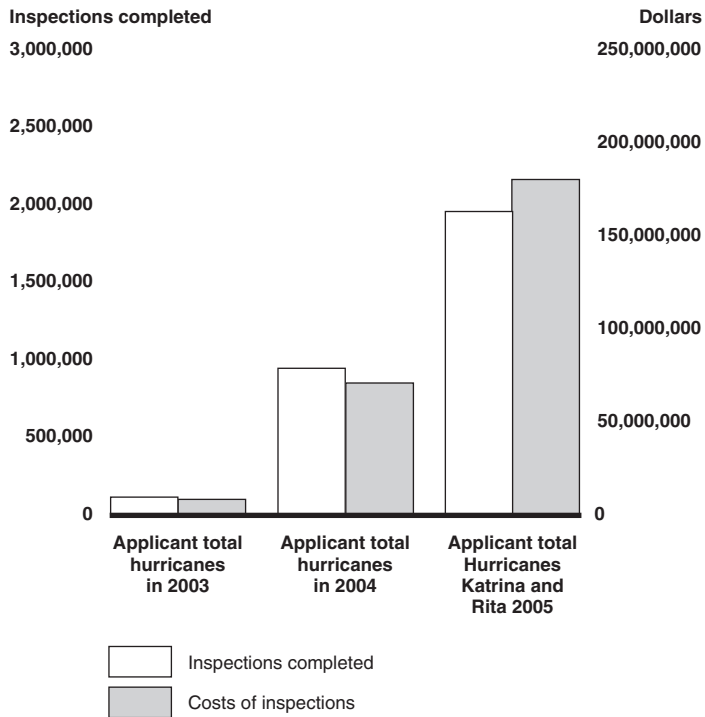 Inspections completed
Dollars
3,000,000
250,000,000
2,500,000
200,000,000
2,000,000
150,000,000
1,500,000
1,000,000
100,000,000
500,000
50,000,000
0
0
Applicant total
hurricanes
in 2003
Applicant total
hurricanes
in 2004
Applicant total
Hurricanes
Katrina and
Rita 2005
Inspections completed
Costs of inspections